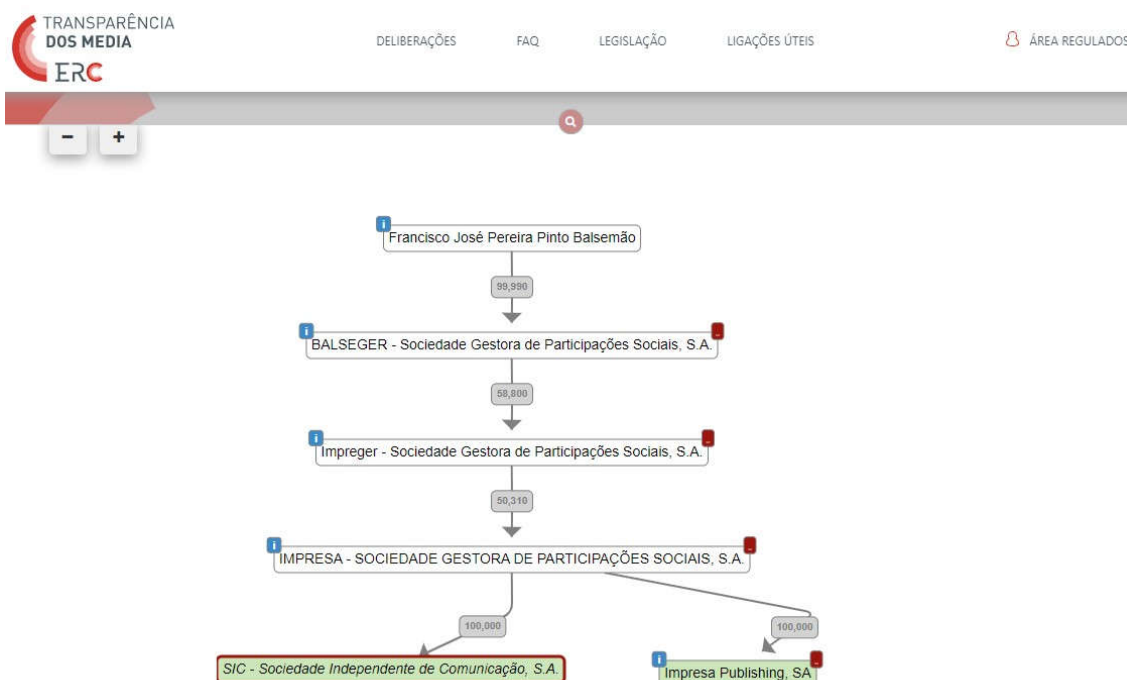 TRANSPARÊNCIA
DOS MEDIA
ERC
DELIBERAÇÕES FAQ LEGISLAÇÃO LIGAÇÕES ÚTEIS ÁREA REGULADOS
- +
i
Francisco José Pereira Pinto Balsemão
99,990
i -
BALSEGER - Sociedade Gestora de Participações Sociais, S.A.
58,800
i -
Impreger - Sociedade Gestora de Participações Sociais, S.A.
50,310
i -
IMPRESA - SOCIEDADE GESTORA DE PARTICIPAÇÕES SOCIAIS, S.A.
100,000 100,000
i -
SIC - Sociedade Independente de Comunicação, S.A. Impresa Publishing, SA